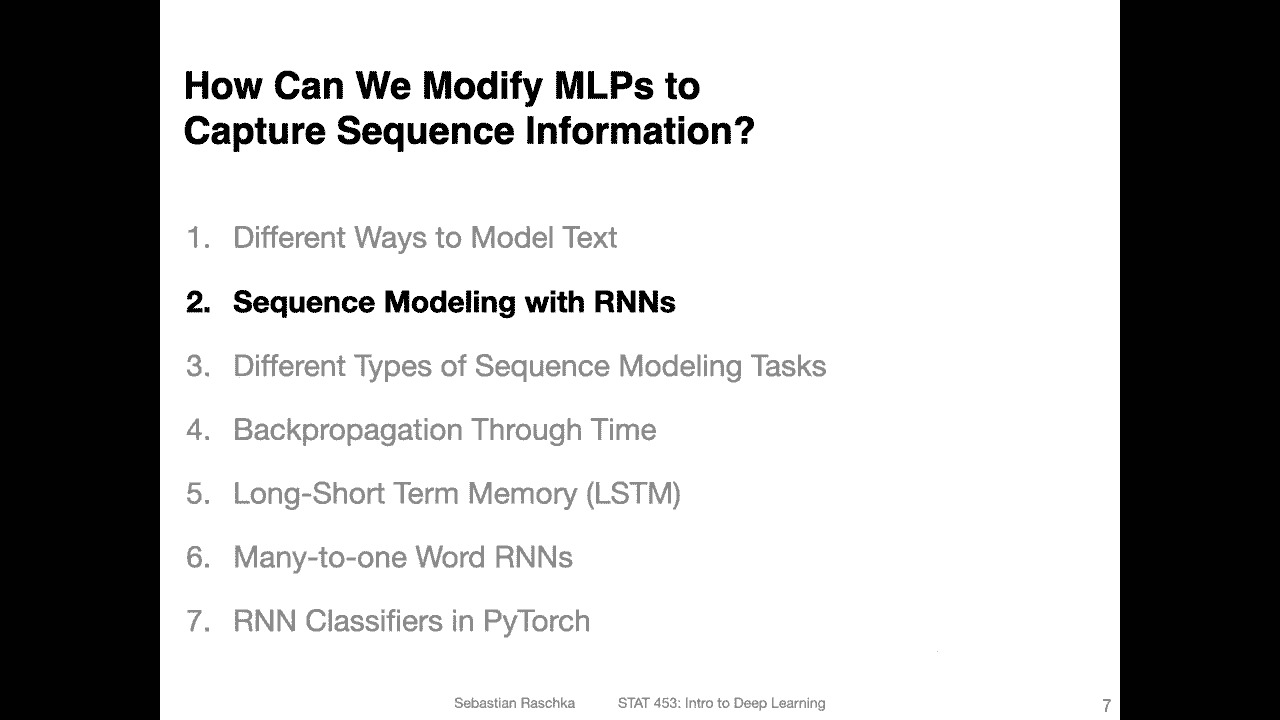 How Can We Modify MLPs to
Capture Sequence Information?
1. Different Ways to Model Text
2. Sequence Modeling with RNNs
3. Different Types of Sequence Modeling Tasks
4. Backpropagation Through Time
5. Long-Short Term Memory (LSTM)
6. Many-to-one Word RNNs
7. RNN Classifiers in PyTorch
Sebastian Raschka STAT 453: Intro to Deep Learning 7